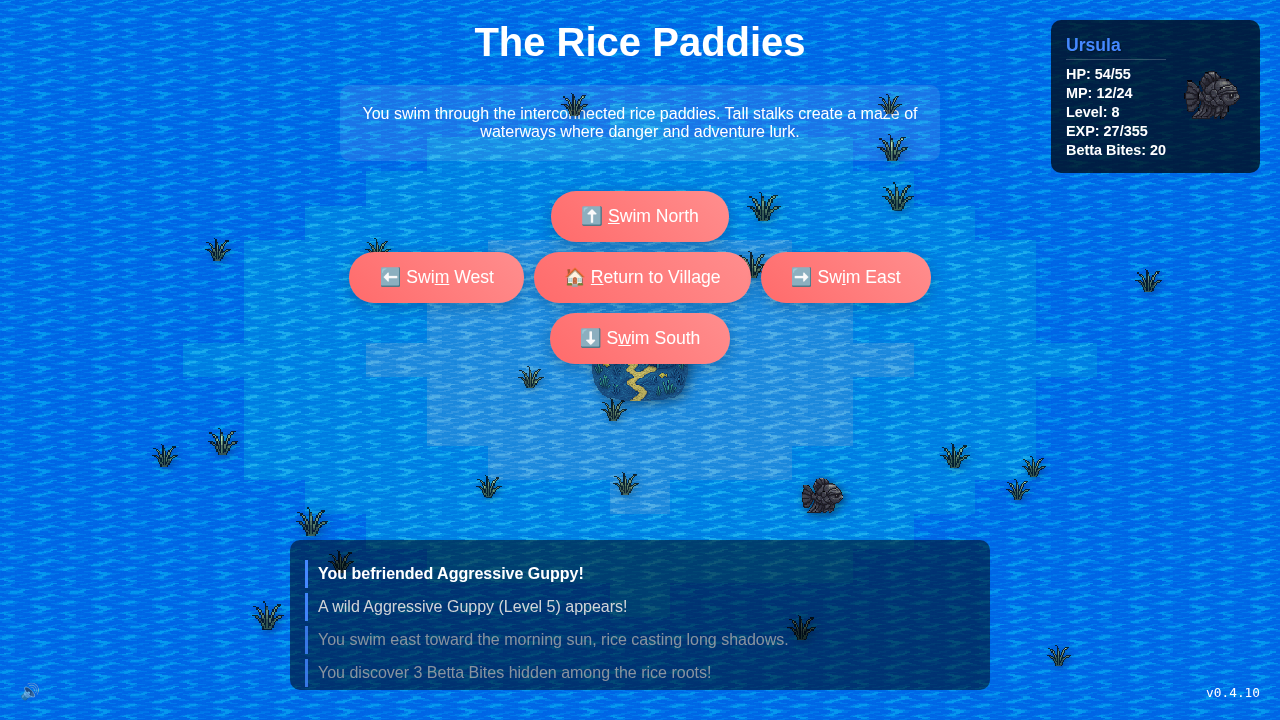 The Rice Paddies
You swim through the interconnected rice paddies. Tall stalks create a maze of
waterways where danger and adventure lurk.
Ursula
HP: 54/55
MP: 12/24
Level: 8
EXP: 27/355
Betta Bites: 20
⬆️ Swim North
⬅️ Swim West
🏠 Return to Village
➡️ Swim East
⬇️ Swim South
You befriended Aggressive Guppy!
A wild Aggressive Guppy (Level 5) appears!
You swim east toward the morning sun, rice casting long shadows.
You discover 3 Betta Bites hidden among the rice roots!
v0.4.10